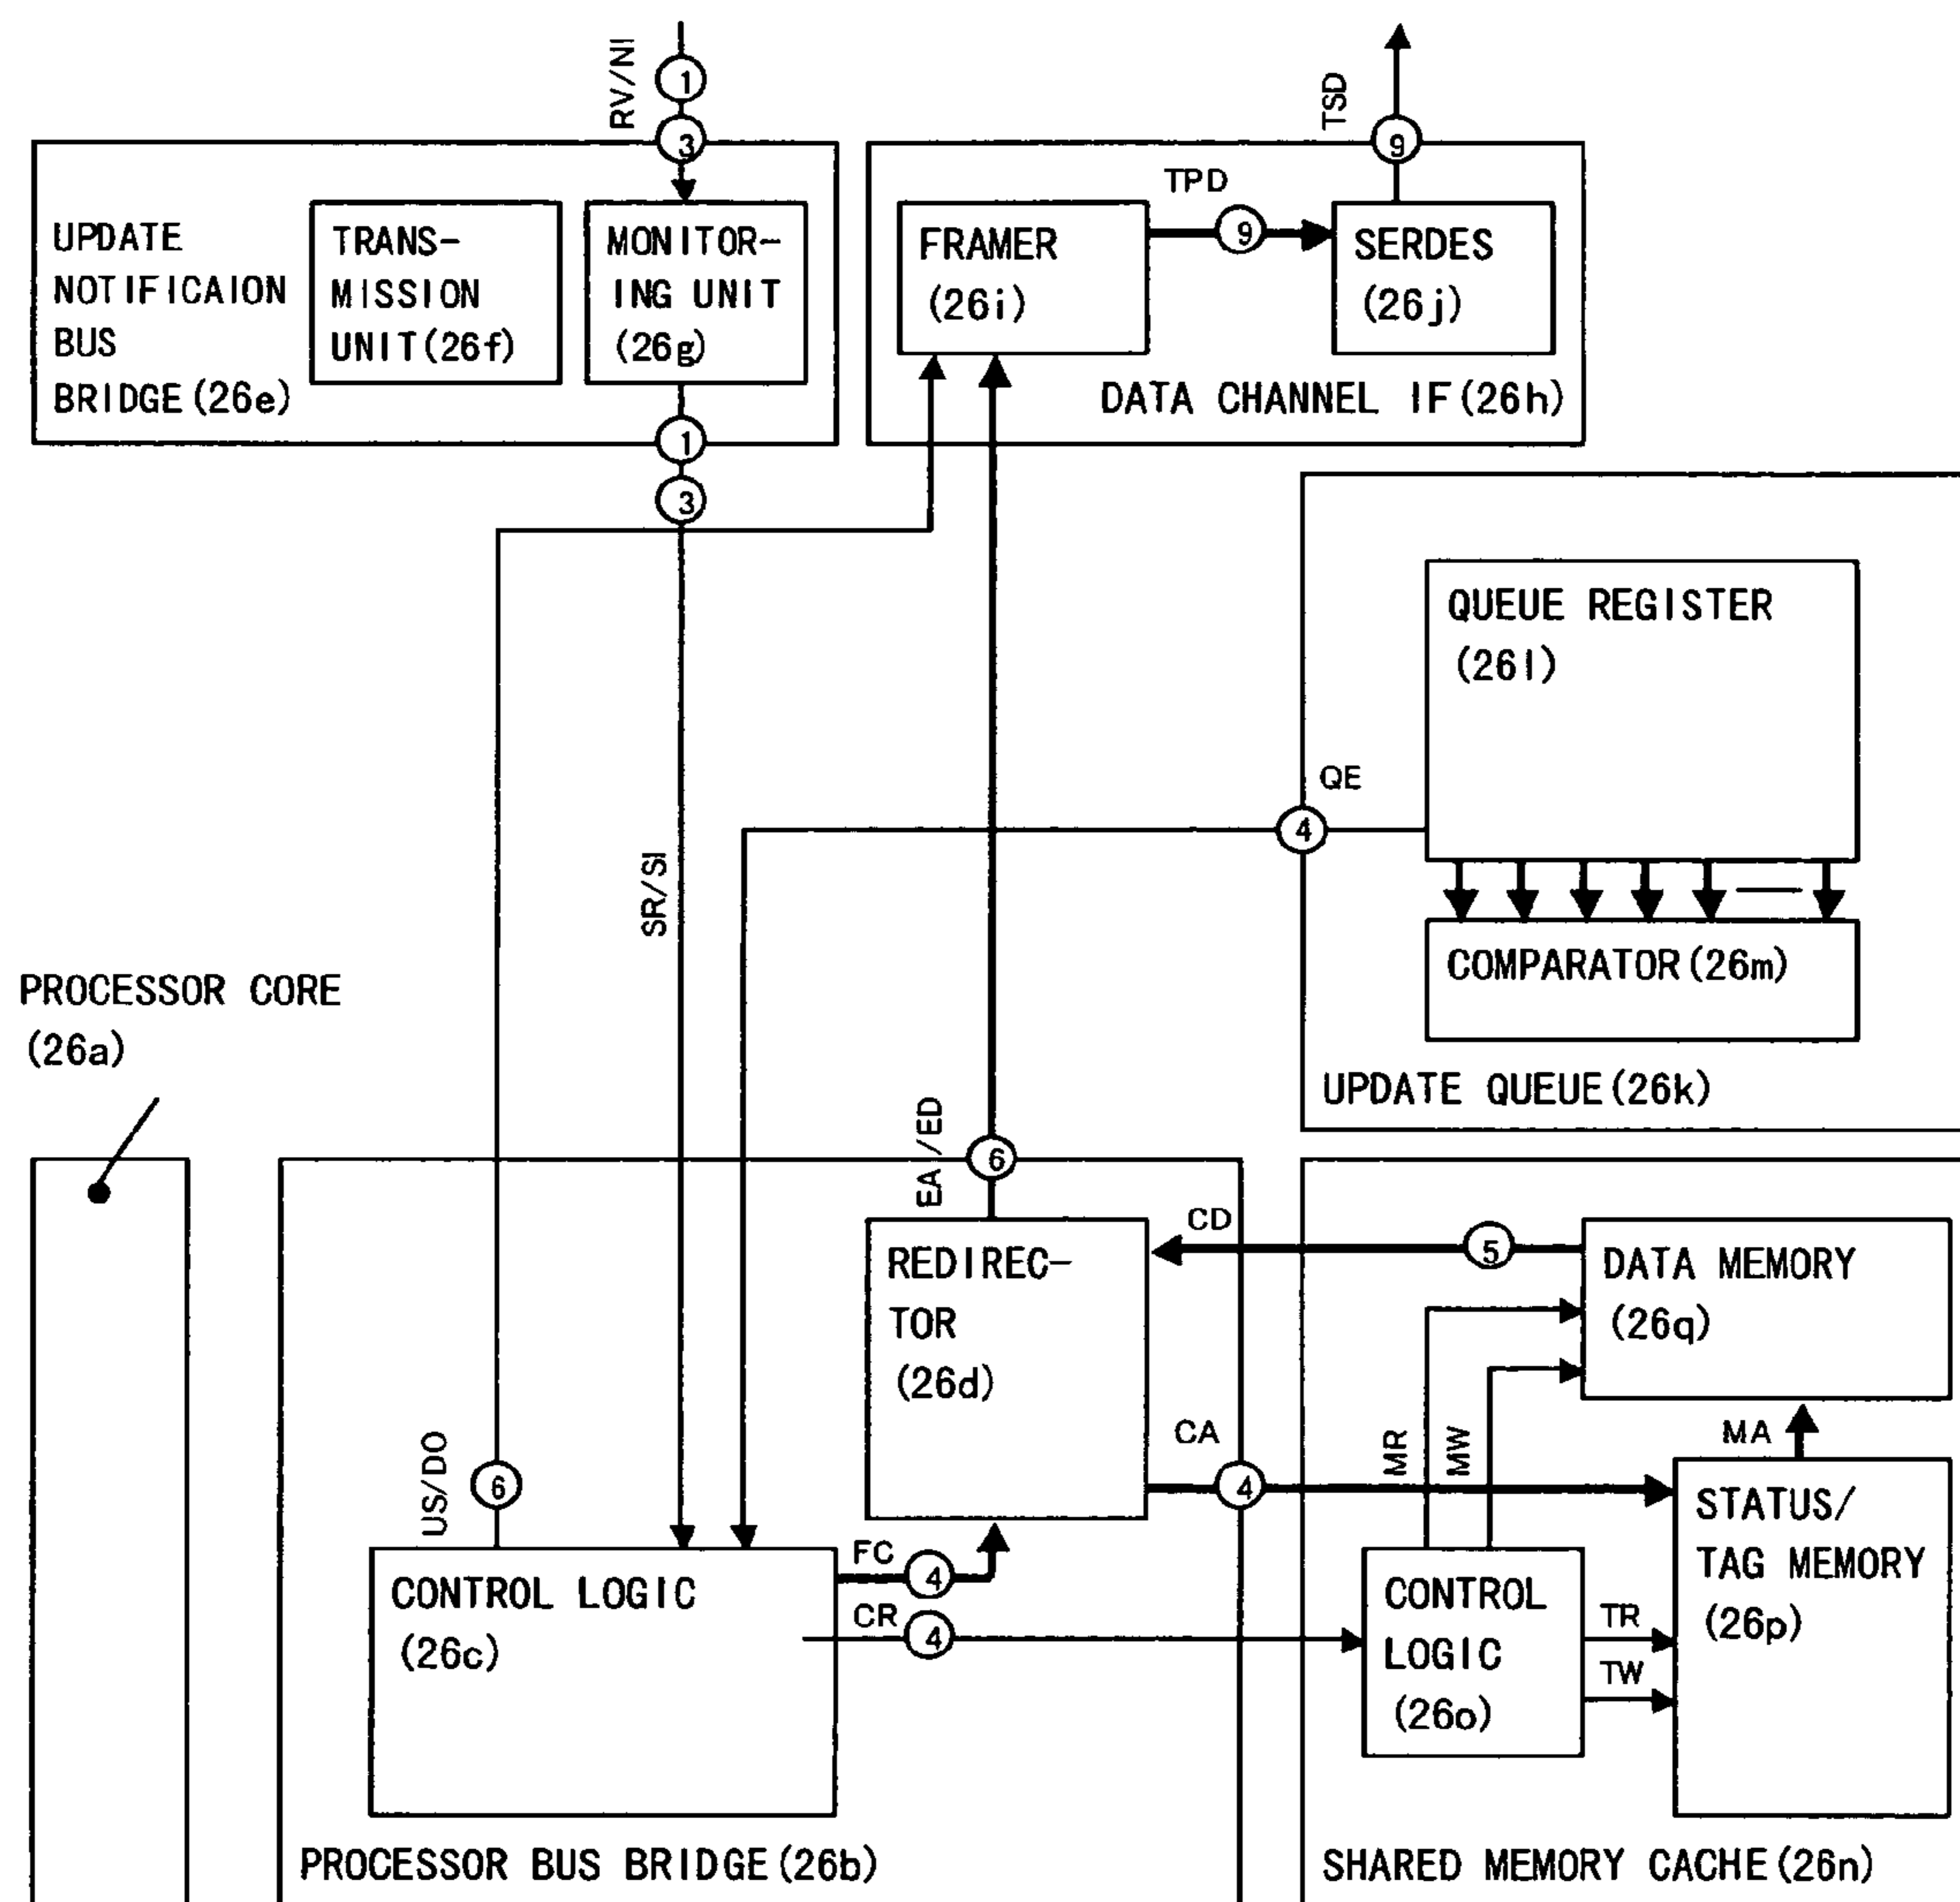 RV/NI
1
3
TSD
9
UPDATE
NOTIFICAION
BUS
BRIDGE(26e)
TRANS-
MISSION
UNIT(26f)
MONITOR-
ING UNIT
(26g)
1
3
FRAMER
(26i)
TPD
9
SERDES
(26j)
DATA CHANNEL IF(26h)
QUEUE REGISTER
(26l)
QE
4
COMPARATOR(26m)
UPDATE QUEUE(26k)
SR/SI
PROCESSOR CORE
(26a)
EA/ED
6
REDIREC-
TOR
(26d)
CD
5
DATA MEMORY
(26q)
CA
4
MR
MW
MA
US/DO
6
CONTROL LOGIC
(26c)
FC
4
CR
4
CONTROL
LOGIC
(26o)
TR
TW
STATUS/
TAG MEMORY
(26p)
PROCESSOR BUS BRIDGE(26b)
SHARED MEMORY CACHE(26n)